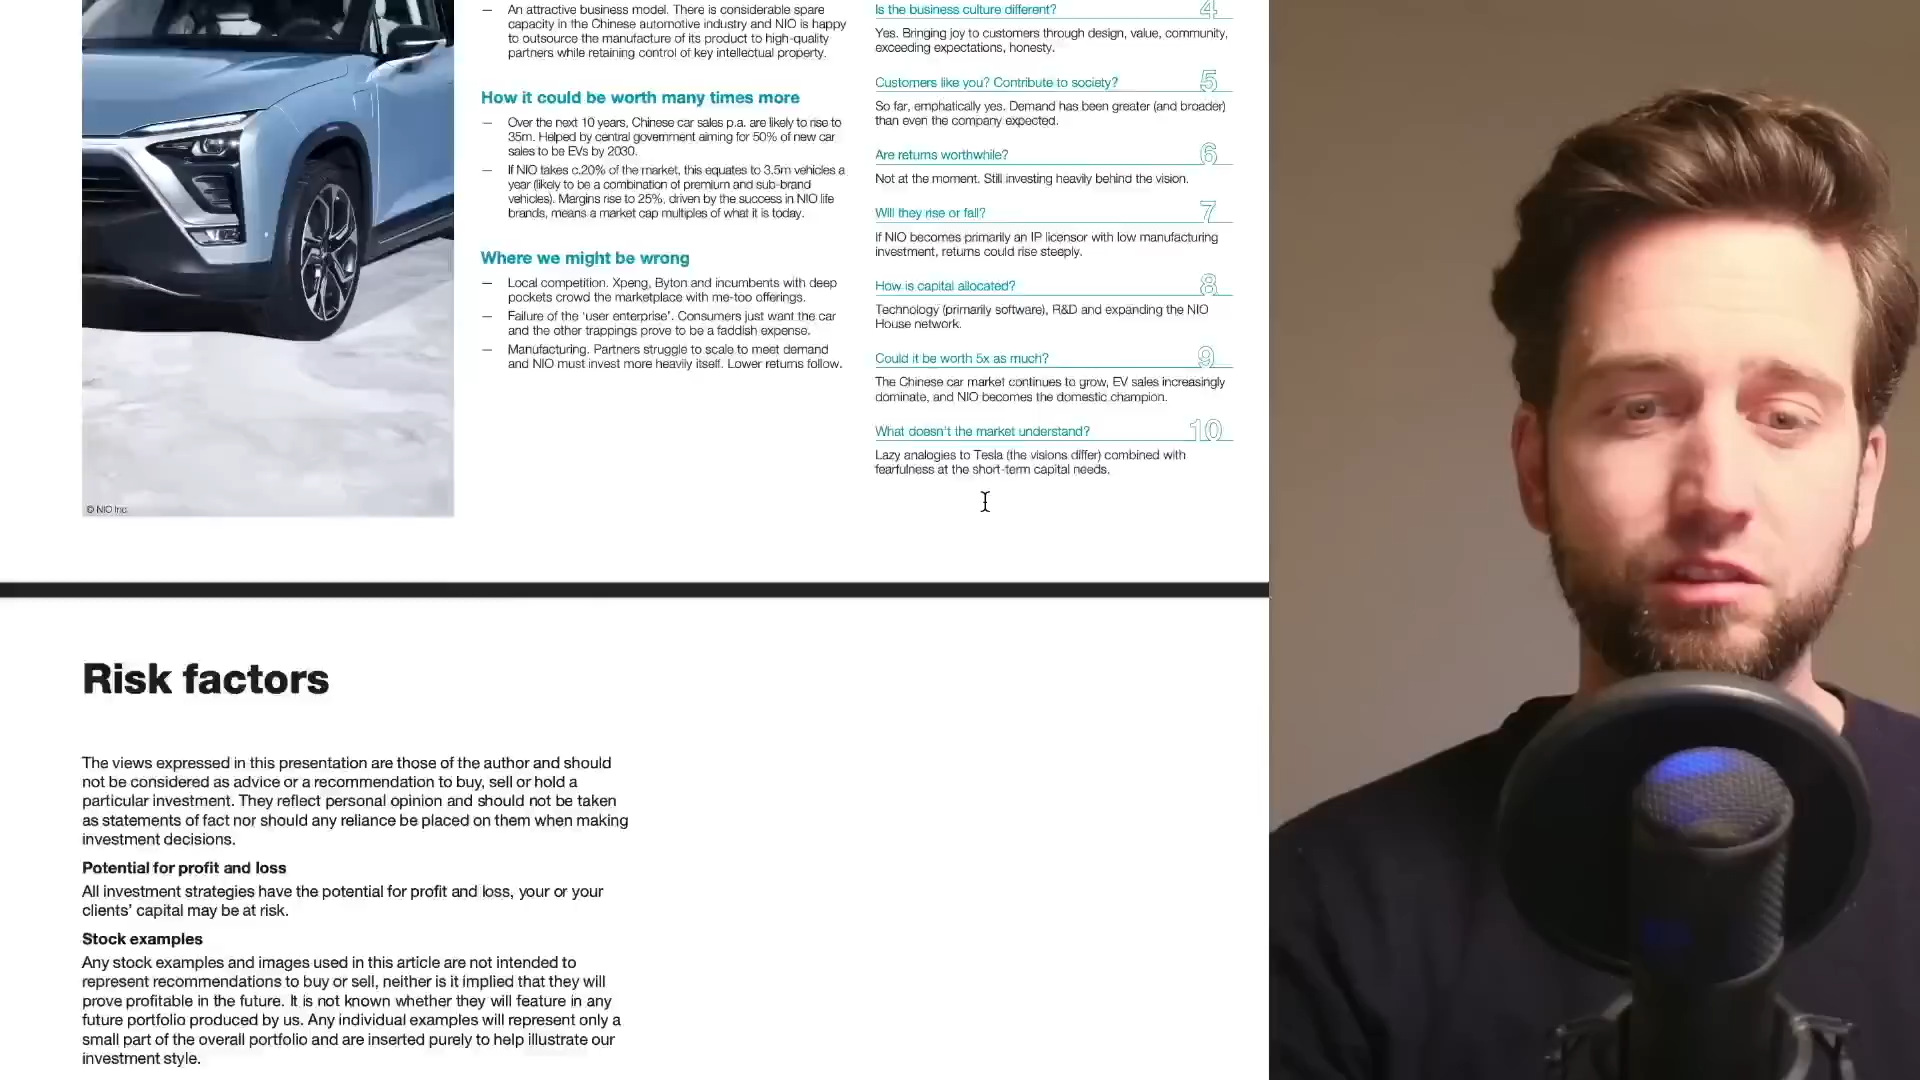 — An attractive business model. There is considerable spare
capacity in the Chinese automotive industry and NIO is happy
to outsource the manufacture of its product to high-quality
partners while retaining control of key intellectual property.
How it could be worth many times more
— Over the next 10 years, Chinese car sales p.a. are likely to rise to
35m. Helped by central government aiming for 50% of new car
sales to be EVs by 2030.
— If NIO takes c.20% of the market, this equates to 3.5m vehicles a
year (likely to be a combination of premium and sub-brand
vehicles). Margins rise to 25%, driven by the success in NIO life
brands, means a market cap multiples of what it is today.
Where we might be wrong
— Local competition. Xpeng, Byton and incumbents with deep
pockets crowd the marketplace with me-too offerings.
— Failure of the ‘user enterprise’. Consumers just want the car
and the other trappings prove to be a faddish expense.
— Manufacturing. Partners struggle to scale to meet demand
and NIO must invest more heavily itself. Lower returns follow.
Is the business culture different? 4
Yes. Bringing joy to customers through design, value, community,
exceeding expectations, honesty.
Customers like you? Contribute to society? 5
So far, emphatically yes. Demand has been greater (and broader)
than even the company expected.
Are returns worthwhile? 6
Not at the moment. Still investing heavily behind the vision.
Will they rise or fall? 7
If NIO becomes primarily an IP licensor with low manufacturing
investment, returns could rise steeply.
How is capital allocated? 8
Technology (primarily software), R&D and expanding the NIO
House network.
Could it be worth 5x as much? 9
The Chinese car market continues to grow, EV sales increasingly
dominate, and NIO becomes the domestic champion.
What doesn't the market understand? 10
Lazy analogies to Tesla (the visions differ) combined with
fearfulness at the short-term capital needs.
© NIO Inc.
Risk factors
The views expressed in this presentation are those of the author and should
not be considered as advice or a recommendation to buy, sell or hold a
particular investment. They reflect personal opinion and should not be taken
as statements of fact nor should any reliance be placed on them when making
investment decisions.
Potential for profit and loss
All investment strategies have the potential for profit and loss, your or your
clients’ capital may be at risk.
Stock examples
Any stock examples and images used in this article are not intended to
represent recommendations to buy or sell, neither is it implied that they will
prove profitable in the future. It is not known whether they will feature in any
future portfolio produced by us. Any individual examples will represent only a
small part of the overall portfolio and are inserted purely to help illustrate our
investment style.